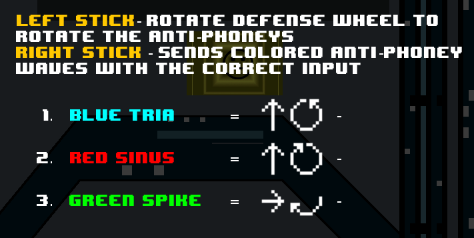 LEFT STICK- ROTATE DEFENSE WHEEL TO
ROTATE THE ANTI-PHONEYS
RIGHT STICK - SENDS COLORED ANTI-PHONEY
WAVES WITH THE CORRECT INPUT
1. BLUE TRIA = ↑ ↺ -
2. RED SINUS = ↑ ↻ -
3. GREEN SPIKE = → ⤾ -